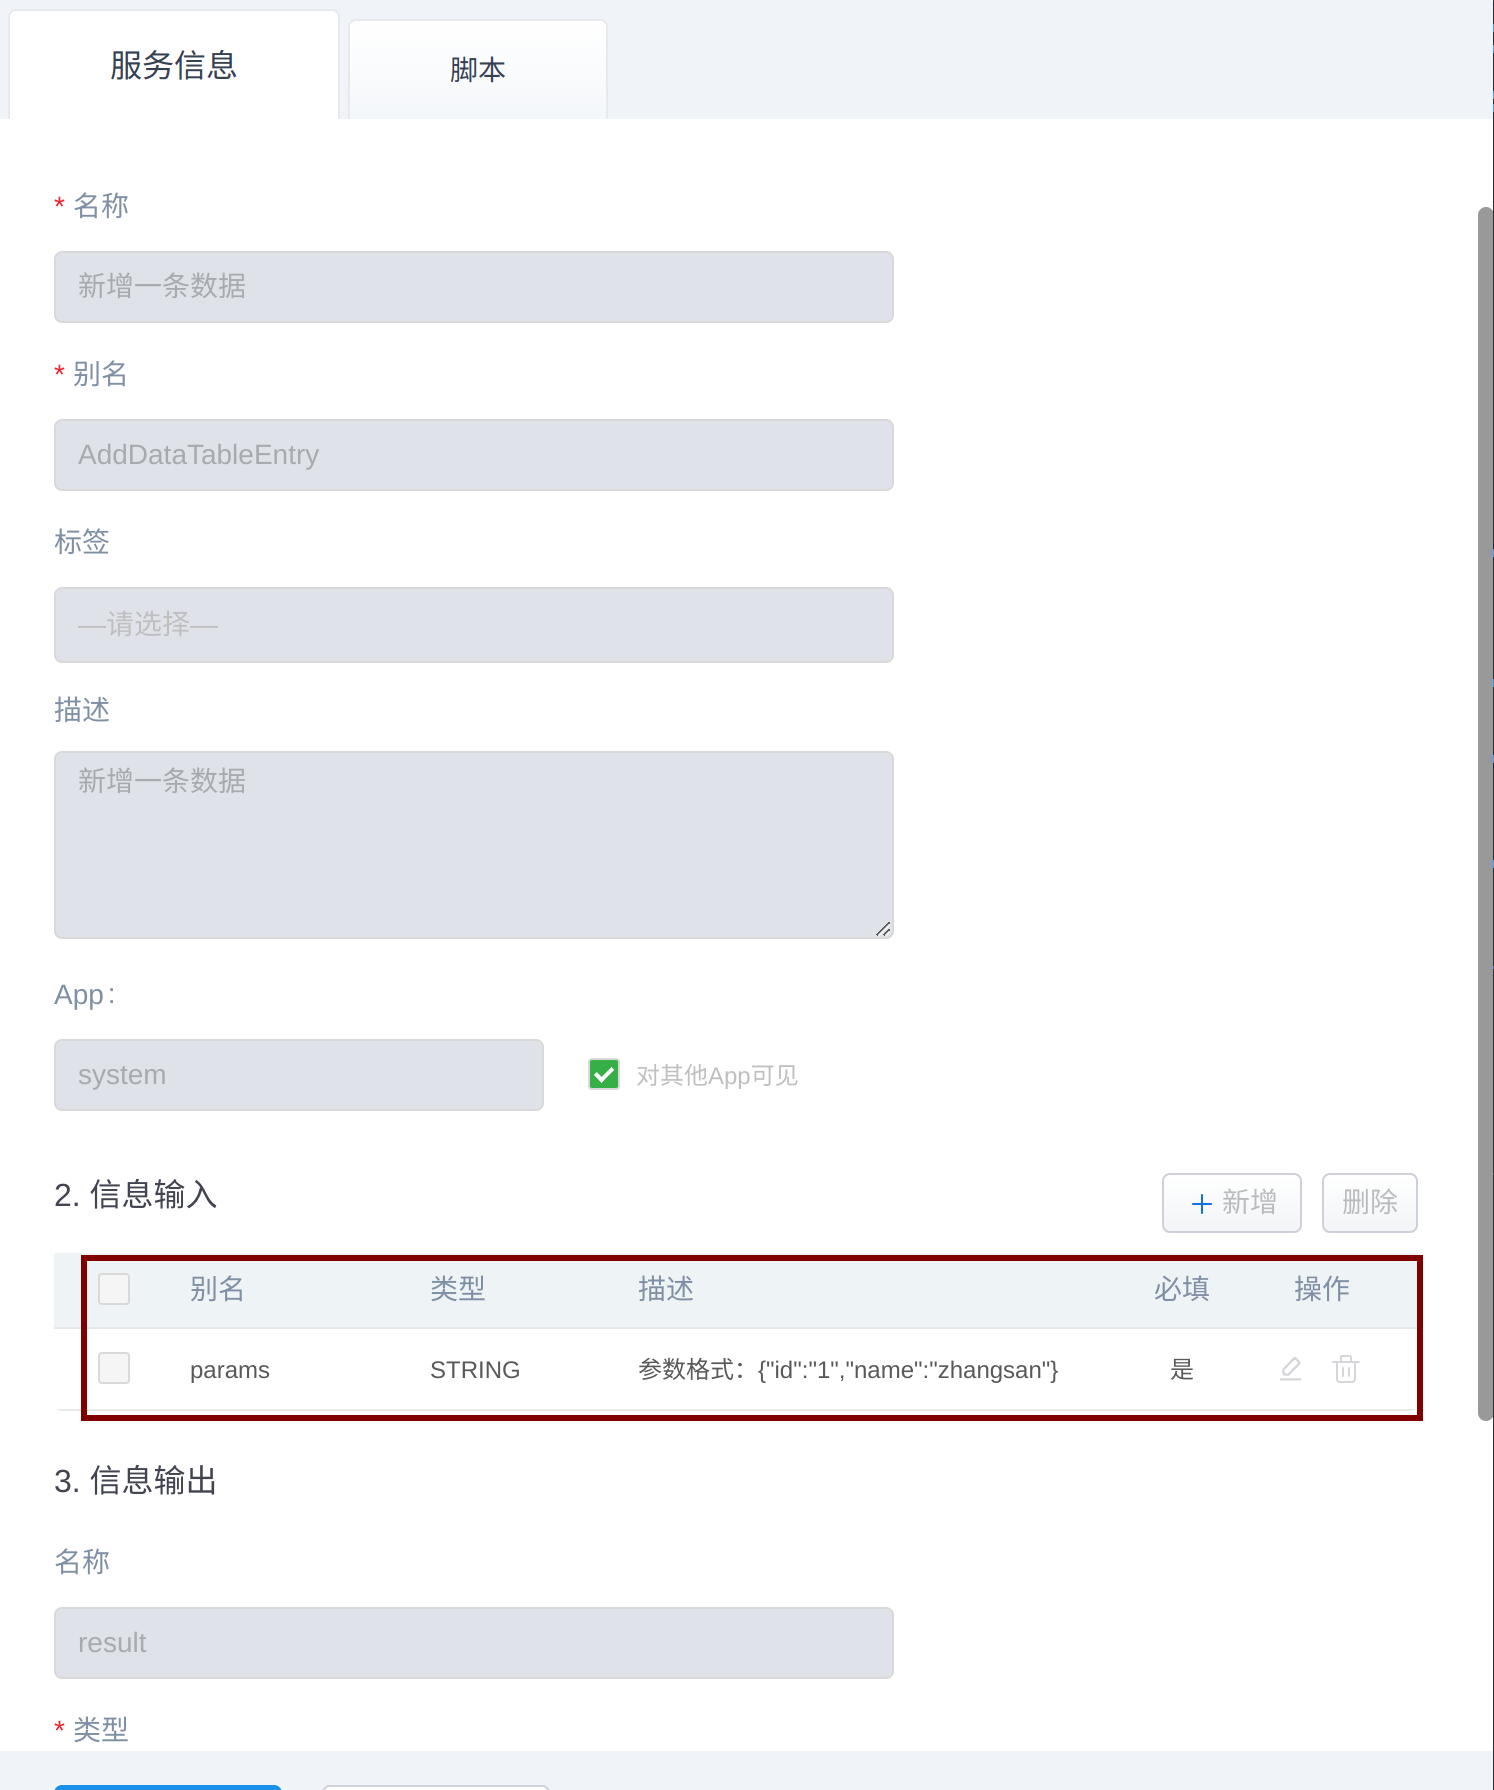 服务信息 脚本
* 名称
新增一条数据
* 别名
AddDataTableEntry
标签
—请选择—
描述
新增一条数据
App：
system 对其他App可见
2. 信息输入 新增 删除
别名 类型 描述 必填 操作
params STRING 参数格式：{"id":"1","name":"zhangsan"} 是
3. 信息输出
名称
result
* 类型